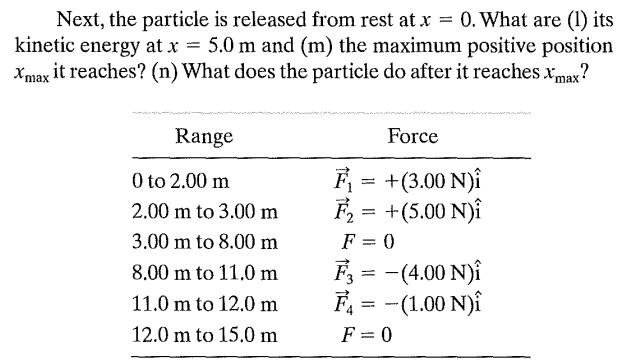 Next, the particle is released from rest at x = 0. What are (l) its
kinetic energy at x = 5.0 m and (m) the maximum positive position
x_max it reaches? (n) What does the particle do after it reaches x_max?
Range Force
0 to 2.00 m F⃗₁ = +(3.00 N)î
2.00 m to 3.00 m F⃗₂ = +(5.00 N)î
3.00 m to 8.00 m F = 0
8.00 m to 11.0 m F⃗₃ = −(4.00 N)î
11.0 m to 12.0 m F⃗₄ = −(1.00 N)î
12.0 m to 15.0 m F = 0